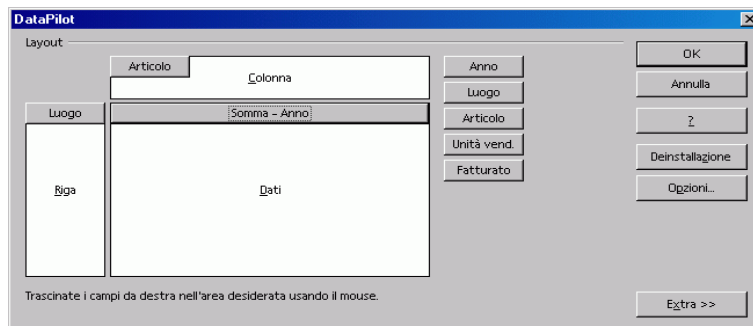 DataPilot
Layout
Articolo
Colonna
Luogo
Somma - Anno
Riga
Dati
Anno
Luogo
Articolo
Unità vend.
Fatturato
OK
Annulla
?
Deinstallazione
Opzioni...
Trascinate i campi da destra nell'area desiderata usando il mouse.
Extra >>